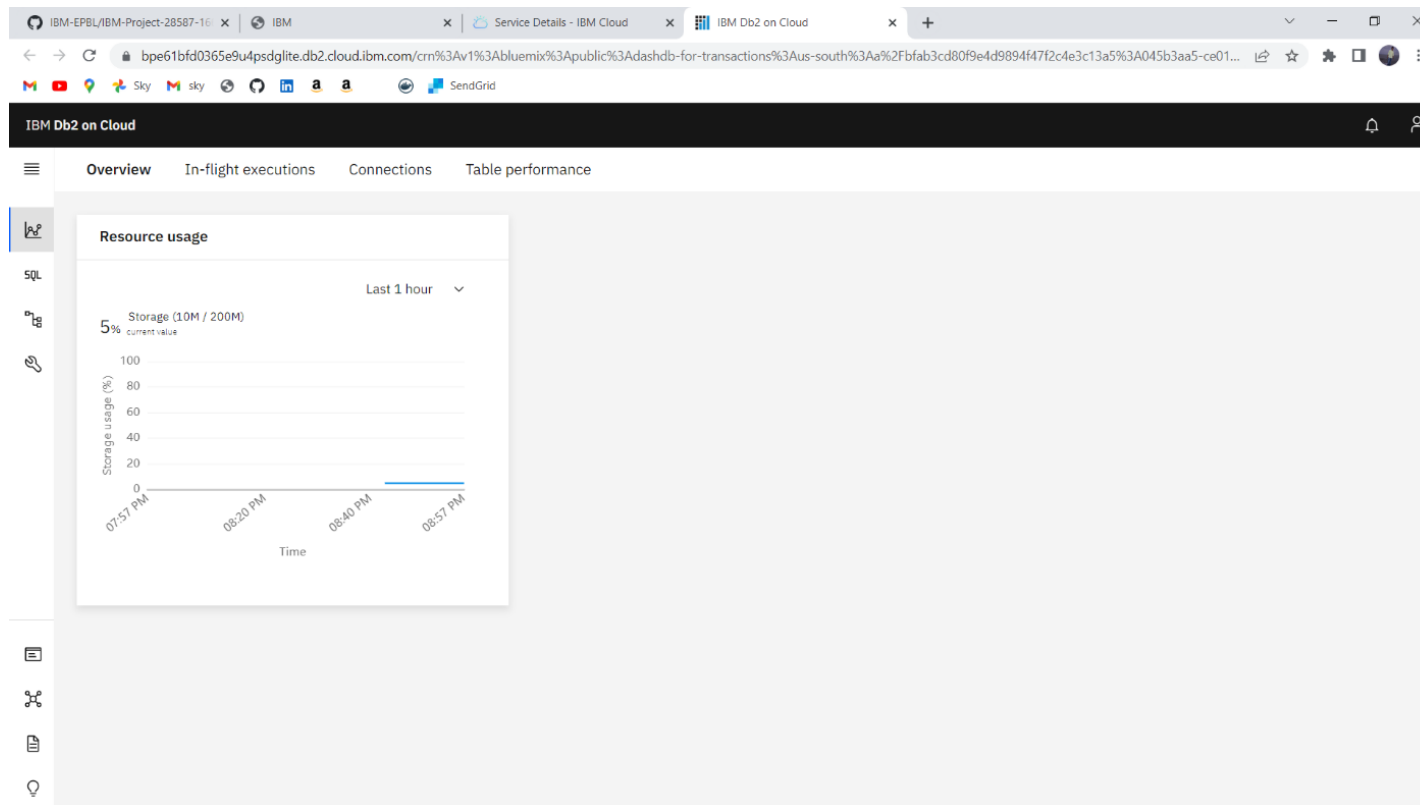 IBM-EPBL/IBM-Project-28587-16
IBM
Service Details - IBM Cloud
IBM Db2 on Cloud
bpe61bfd0365e9u4psdglite.db2.cloud.ibm.com/crn%3Av1%3Abluemix%3Apublic%3Adashdb-for-transactions%3Aus-south%3Aa%2Fbfab3cd80f9e4d9894f47f2c4e3c13a5%3A045b3aa5-ce01...
Sky
sky
SendGrid
IBM Db2 on Cloud
Overview In-flight executions Connections Table performance
Resource usage
SQL
Last 1 hour
5% Storage (10M / 200M)
current value
Storage usage (%)
100
80
60
40
20
0
07:57 PM 08:20 PM 08:40 PM 08:57 PM
Time